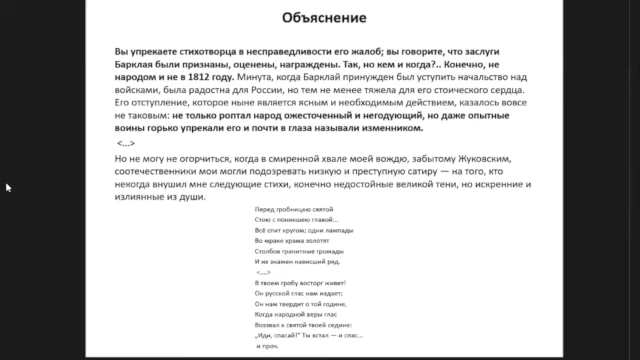 Объяснение
Вы упрекаете стихотворца в несправедливости его жалоб; вы говорите, что заслуги
Барклая были признаны, оценены, награждены. Так, но кем и когда?.. Конечно, не
народом и не в 1812 году. Минута, когда Барклай принужден был уступить начальство над
войсками, была радостна для России, но тем не менее тяжела для его стоического сердца.
Его отступление, которое ныне является ясным и необходимым действием, казалось вовсе
не таковым: не только роптал народ ожесточенный и негодующий, но даже опытные
воины горько упрекали его и почти в глаза называли изменником.
<...>
Но не могу не огорчиться, когда в смиренной хвале моей вождю, забытому Жуковским,
соотечественники мои могли подозревать низкую и преступную сатиру — на того, кто
некогда внушил мне следующие стихи, конечно недостойные великой тени, но искренние и
излиянные из души.
Перед гробницею святой
Стою с поникшею главой...
Всё спит кругом; одни лампады
Во мраке храма золотят
Столбов гранитные громады
И их знамен нависший ряд.
<...>
В твоем гробу восторг живет!
Он русской глас нам издает;
Он нам твердит о той године,
Когда народной веры глас
Воззвал к святой твоей седине:
„Иди, спасай!" Ты встал — и спас...
и проч.